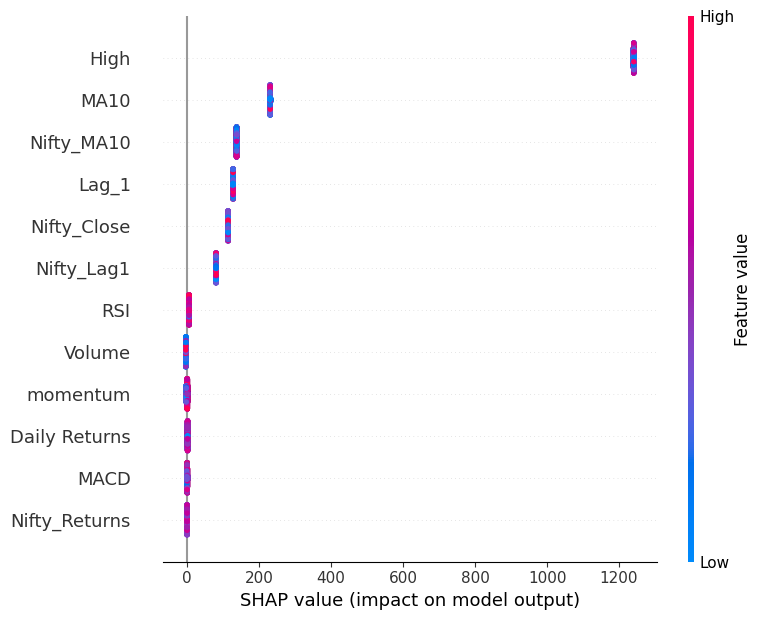 High
High
MA10
Nifty_MA10
Lag_1
Nifty_Close
Nifty_Lag1
RSI
Volume
momentum
Daily Returns
MACD
Nifty_Returns
Feature value
Low
0 200 400 600 800 1000 1200
SHAP value (impact on model output)